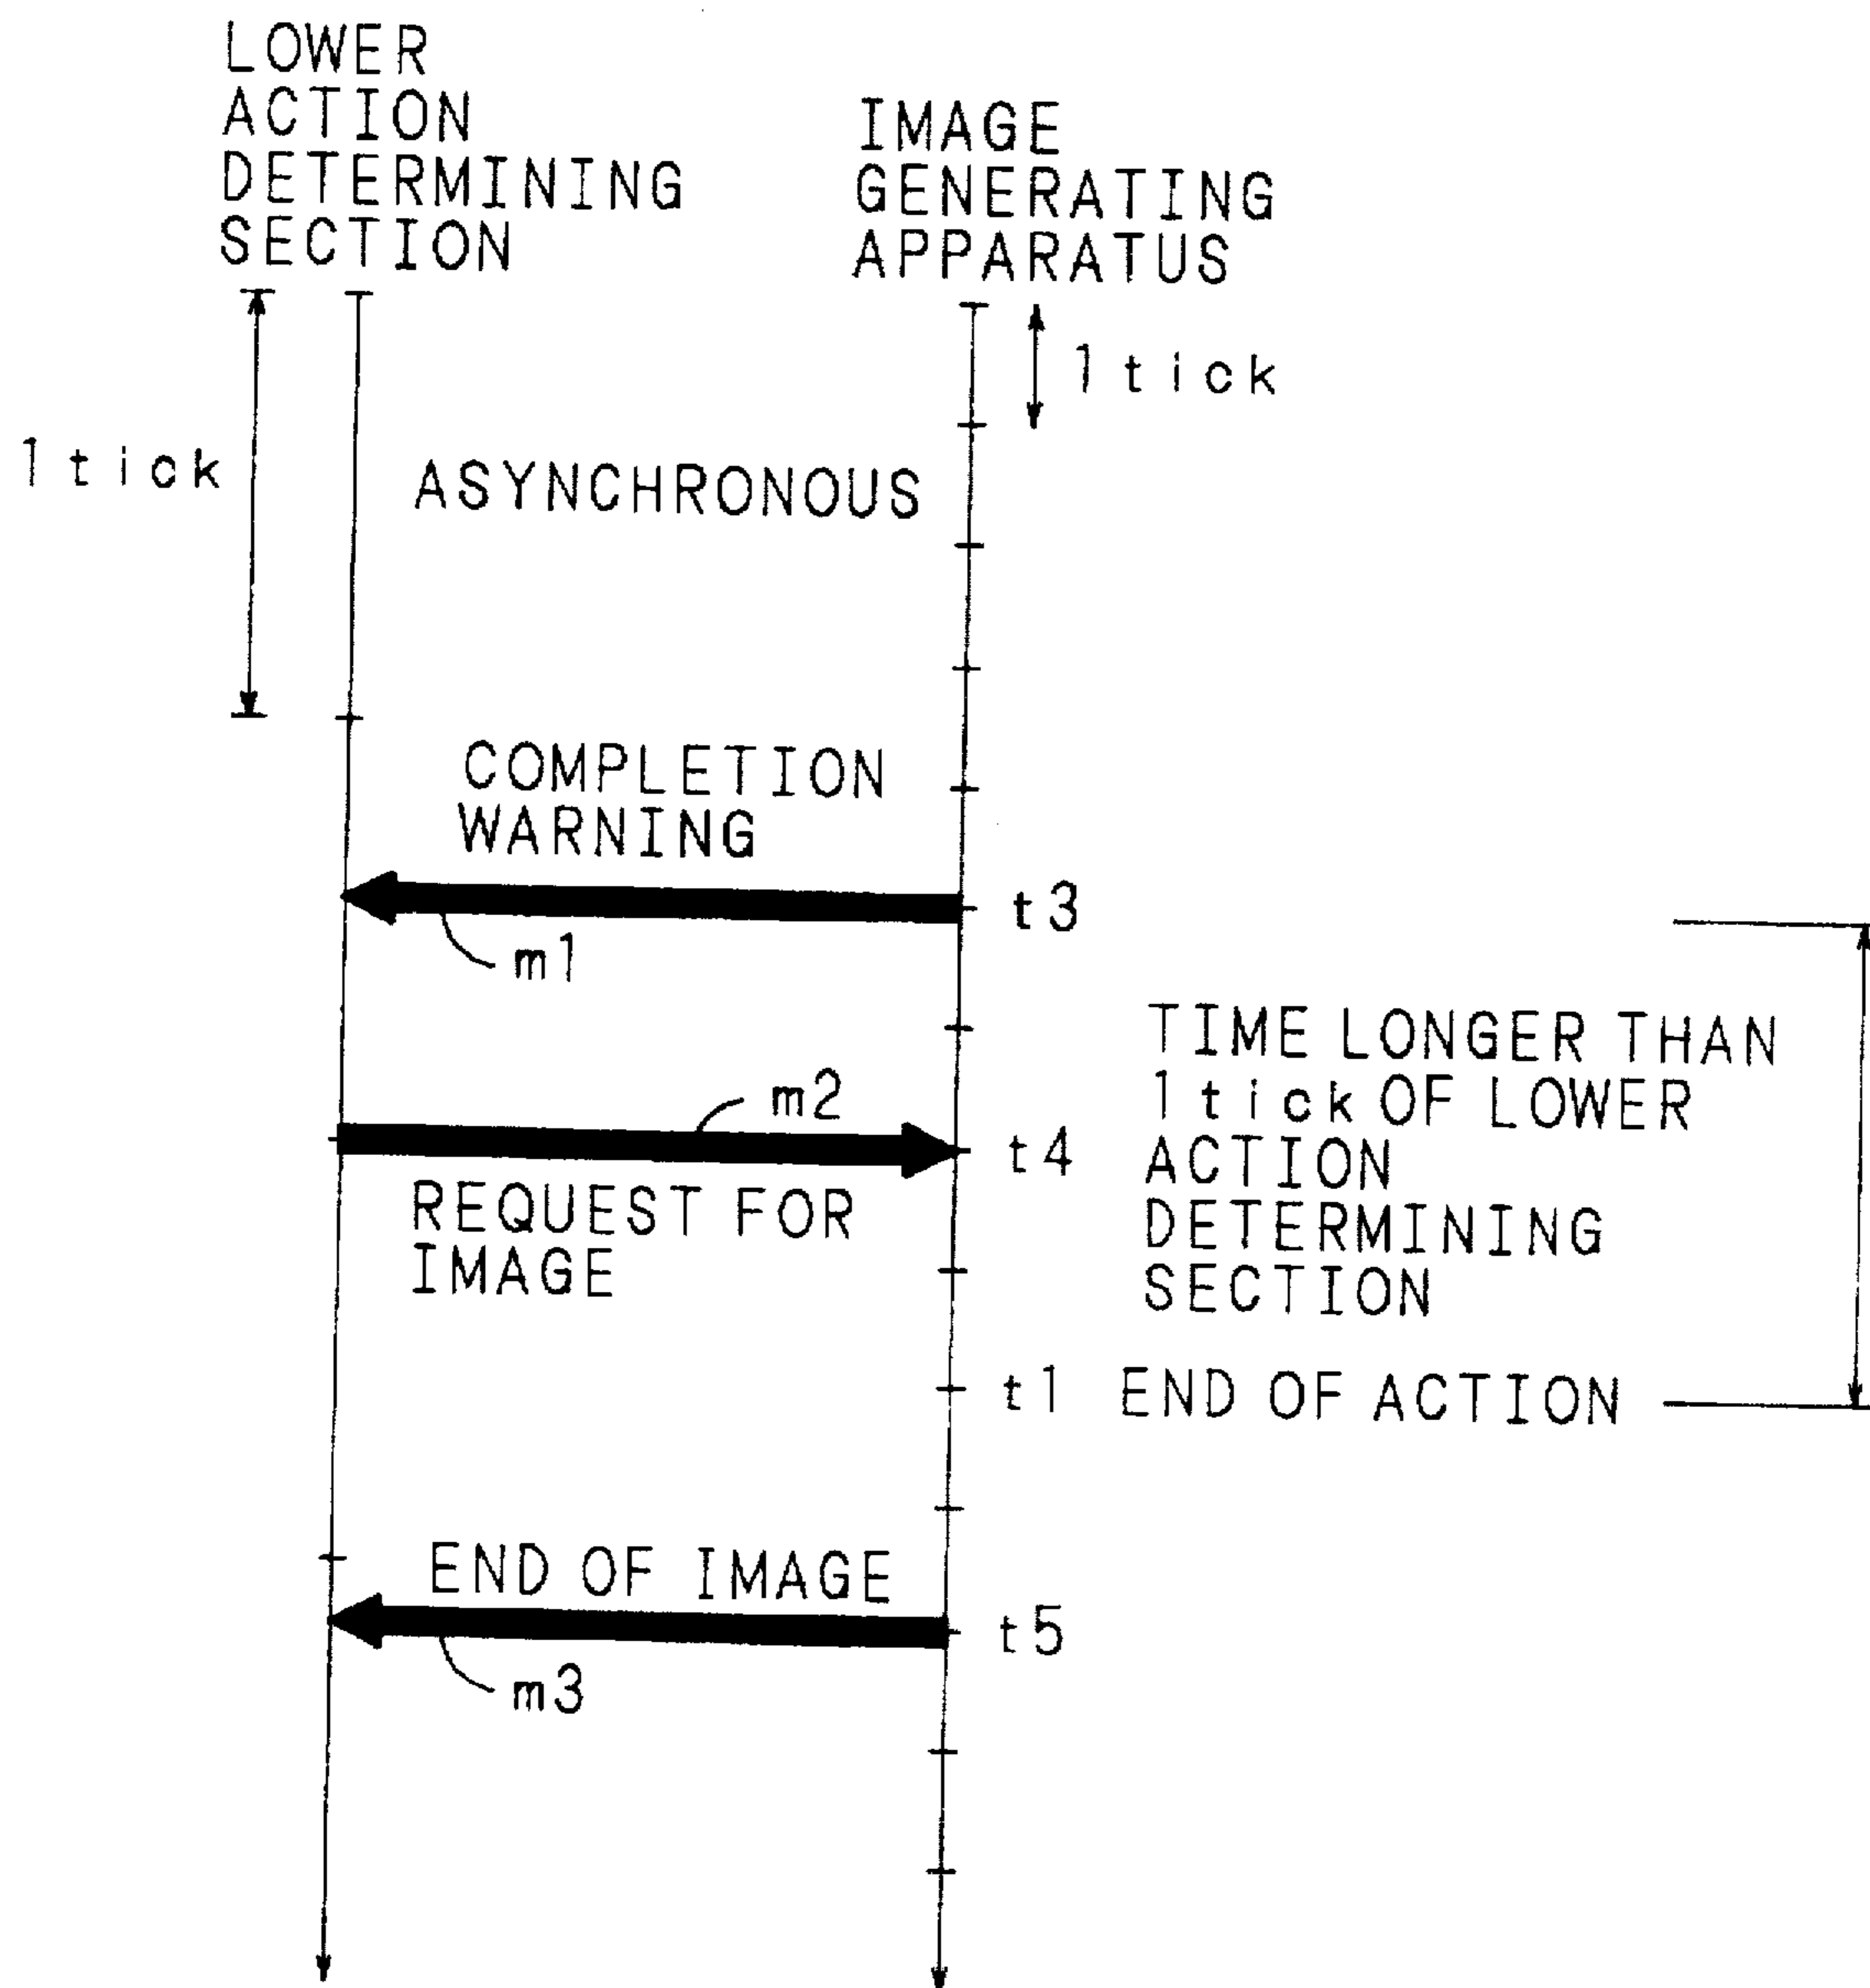 LOWER
ACTION
DETERMINING
SECTION
IMAGE
GENERATING
APPARATUS
1tick
1tick
ASYNCHRONOUS
COMPLETION
WARNING
t3
m1
TIME LONGER THAN
1tick OF LOWER
ACTION
DETERMINING
SECTION
m2
t4
REQUEST FOR
IMAGE
t1 END OF ACTION
END OF IMAGE
t5
m3